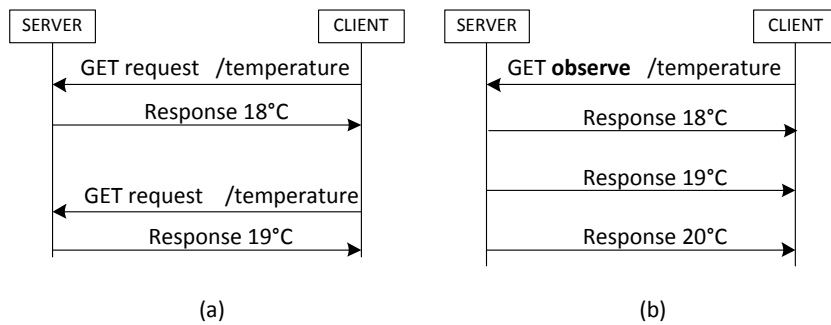 SERVER
CLIENT
GET request /temperature
Response 18°C
GET request /temperature
Response 19°C
(a)
SERVER
CLIENT
GET observe /temperature
Response 18°C
Response 19°C
Response 20°C
(b)